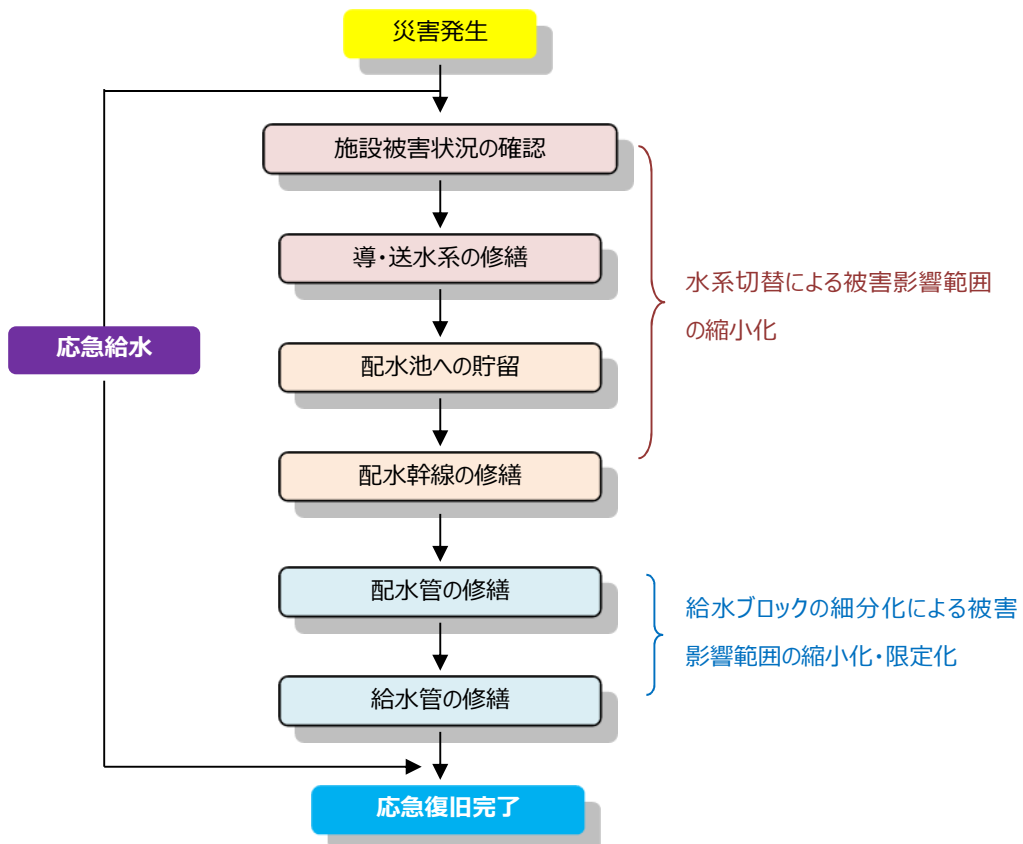 災害発生
施設被害状況の確認
導・送水系の修繕
水系切替による被害影響範囲
の縮小化
応急給水
配水池への貯留
配水幹線の修繕
配水管の修繕
給水ブロックの細分化による被害
影響範囲の縮小化・限定化
給水管の修繕
応急復旧完了